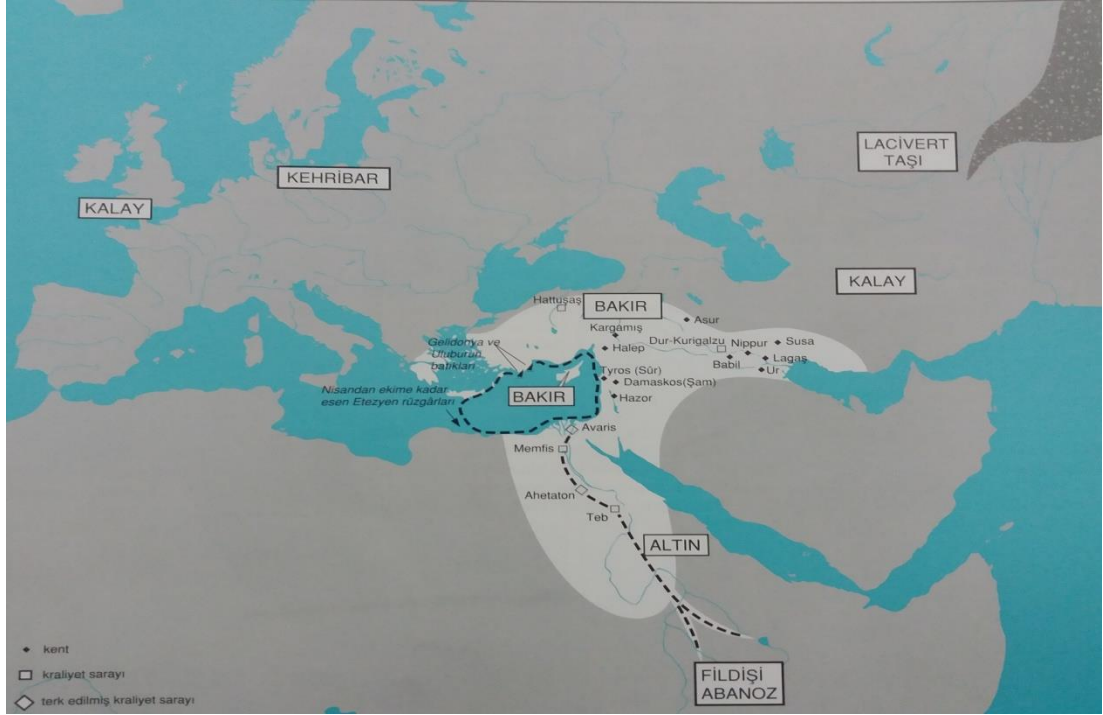 KEHRİBAR
KALAY
LACİVERT
TAŞI
KALAY
Hattuşaş
BAKIR
Asur
Kargamış
Gelidonya ve
Uluburun
batıkları
Halep
Dur-Kurigalzu
Nippur
Susa
Babil
Lagaş
Ur
Tyros (Sûr)
Damaskos(Şam)
Hazor
Nisandan ekime kadar
esen Etezyen rüzgârları
BAKIR
Avaris
Memfis
Ahetaton
Teb
ALTIN
FİLDİŞİ
ABANOZ
kent
kraliyet sarayı
terk edilmiş kraliyet sarayı